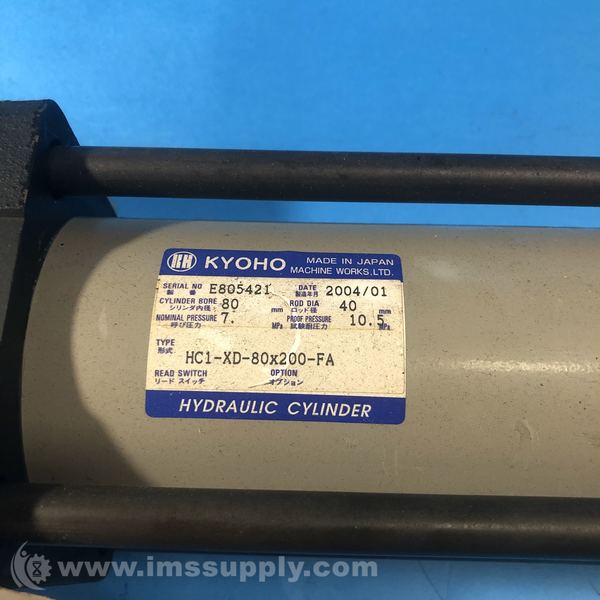 KH KYOHO MADE IN JAPAN
MACHINE WORKS.LTD.
SERIAL NO E805421 DATE 2004/01
製番 製造年月
CYLINDER BORE 80 mm ROD DIA 40 mm
シリンダ内径 ロッド径
NOMINAL PRESSURE 7. MPa PROOF PRESSURE 10.5 MPa
呼び圧力 試験耐圧力
TYPE HC1-XD-80x200-FA
形式
READ SWITCH OPTION
リード スイッチ オプション
HYDRAULIC CYLINDER
www.imssupply.com